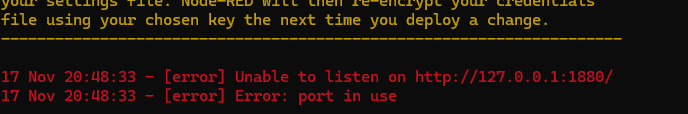 your settings file. Node-RED will then re-encrypt your credentials
file using your chosen key the next time you deploy a change.
---------------------------------------------------------------------
17 Nov 20:48:33 - [error] Unable to listen on http://127.0.0.1:1880/
17 Nov 20:48:33 - [error] Error: port in use